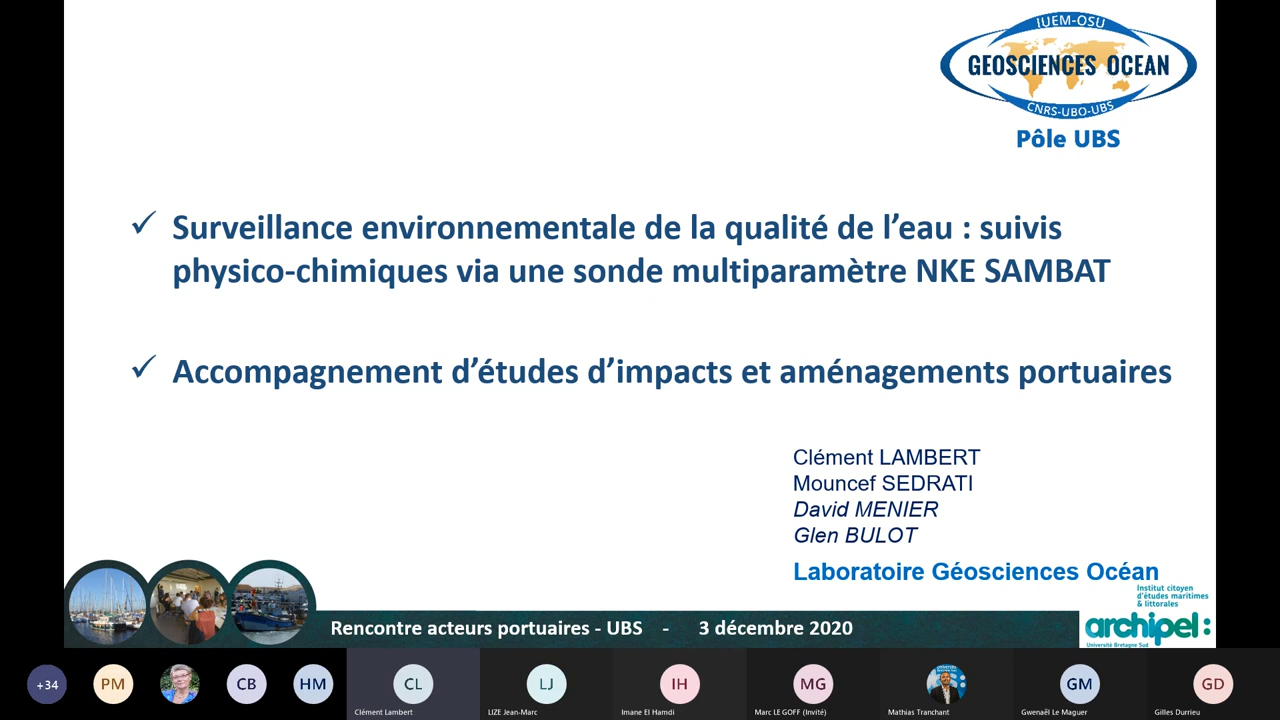 IUEM-OSU
GEOSCIENCES OCEAN
CNRS-UBO-UBS
Pôle UBS
✓ Surveillance environnementale de la qualité de l’eau : suivis
physico-chimiques via une sonde multiparamètre NKE SAMBAT
✓ Accompagnement d’études d’impacts et aménagements portuaires
Clément LAMBERT
Mouncef SEDRATI
David MENIER
Glen BULOT
Laboratoire Géosciences Océan
Institut citoyen
d'études maritimes
& littorales
archipel:
Université Bretagne Sud
Rencontre acteurs portuaires - UBS - 3 décembre 2020
+34
PM
CB
HM
CL
LJ
IH
MG
GM
GD
Clément Lambert
LIZE Jean-Marc
Imane El Hamdi
Marc LE GOFF (Invité)
Mathias Tranchant
Gwenaël Le Maguer
Gilles Durrieu